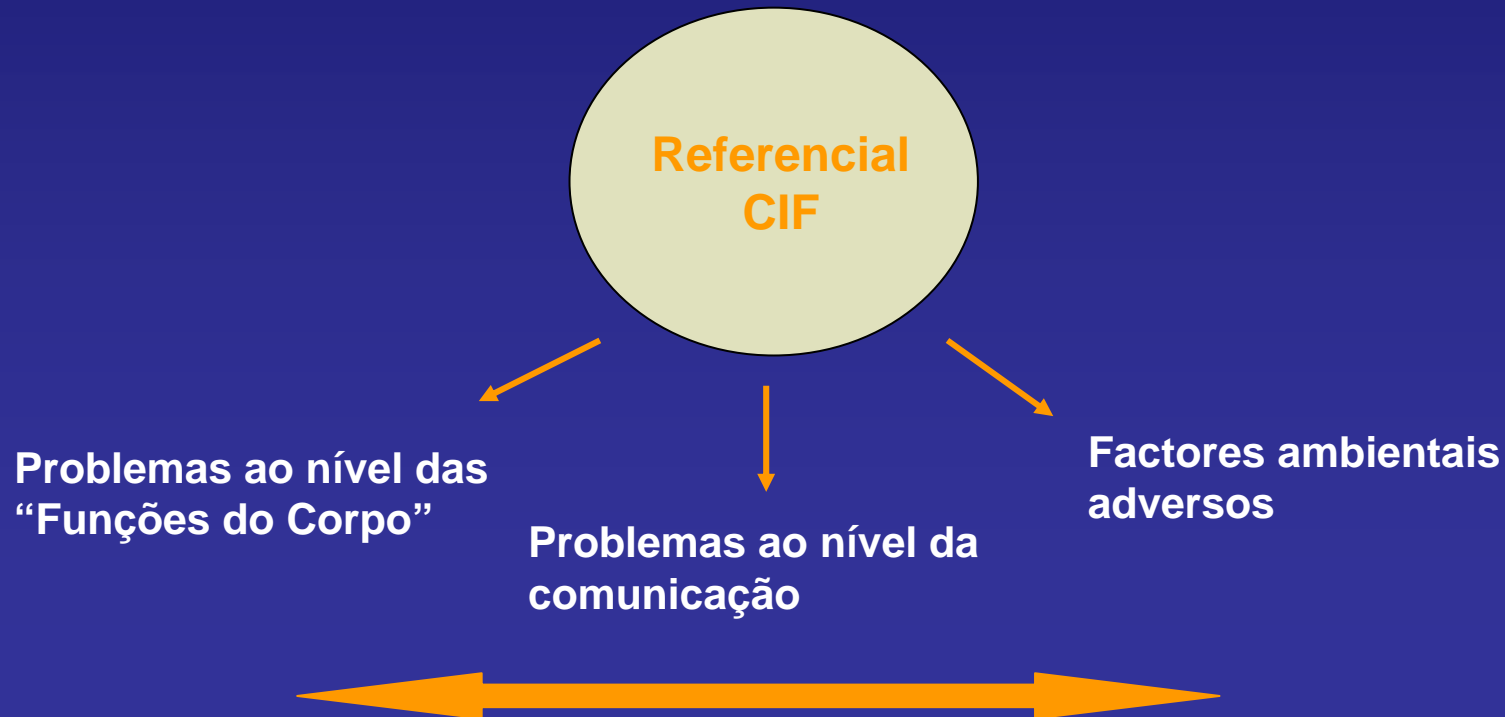 Referencial
CIF
Problemas ao nível das
“Funções do Corpo”
Problemas ao nível da
comunicação
Factores ambientais
adversos